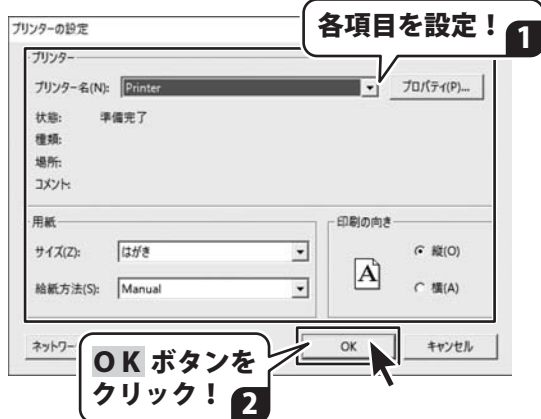 プリンターの設定
各項目を設定！
1
プリンター
プリンター名(N): Printer プロパティ(P)...
状態: 準備完了
種類:
場所:
コメント:
用紙
印刷の向き
サイズ(Z): はがき
給紙方法(S): Manual
A
縦(O)
横(A)
ネットワー
OK
キャンセル
OKボタンを
クリック！
2